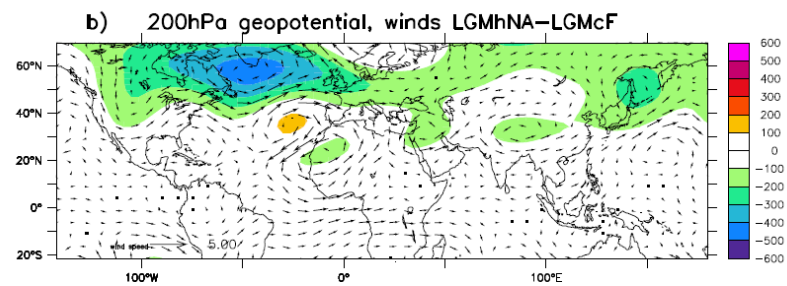 b) 200hPa geopotential, winds LGMhNA-LGMcF
60°N
40°N
20°N
0°
20°S
wind speed 5.00
100°W 0° 100°E
600
500
400
300
200
100
0
-100
-200
-300
-400
-500
-600